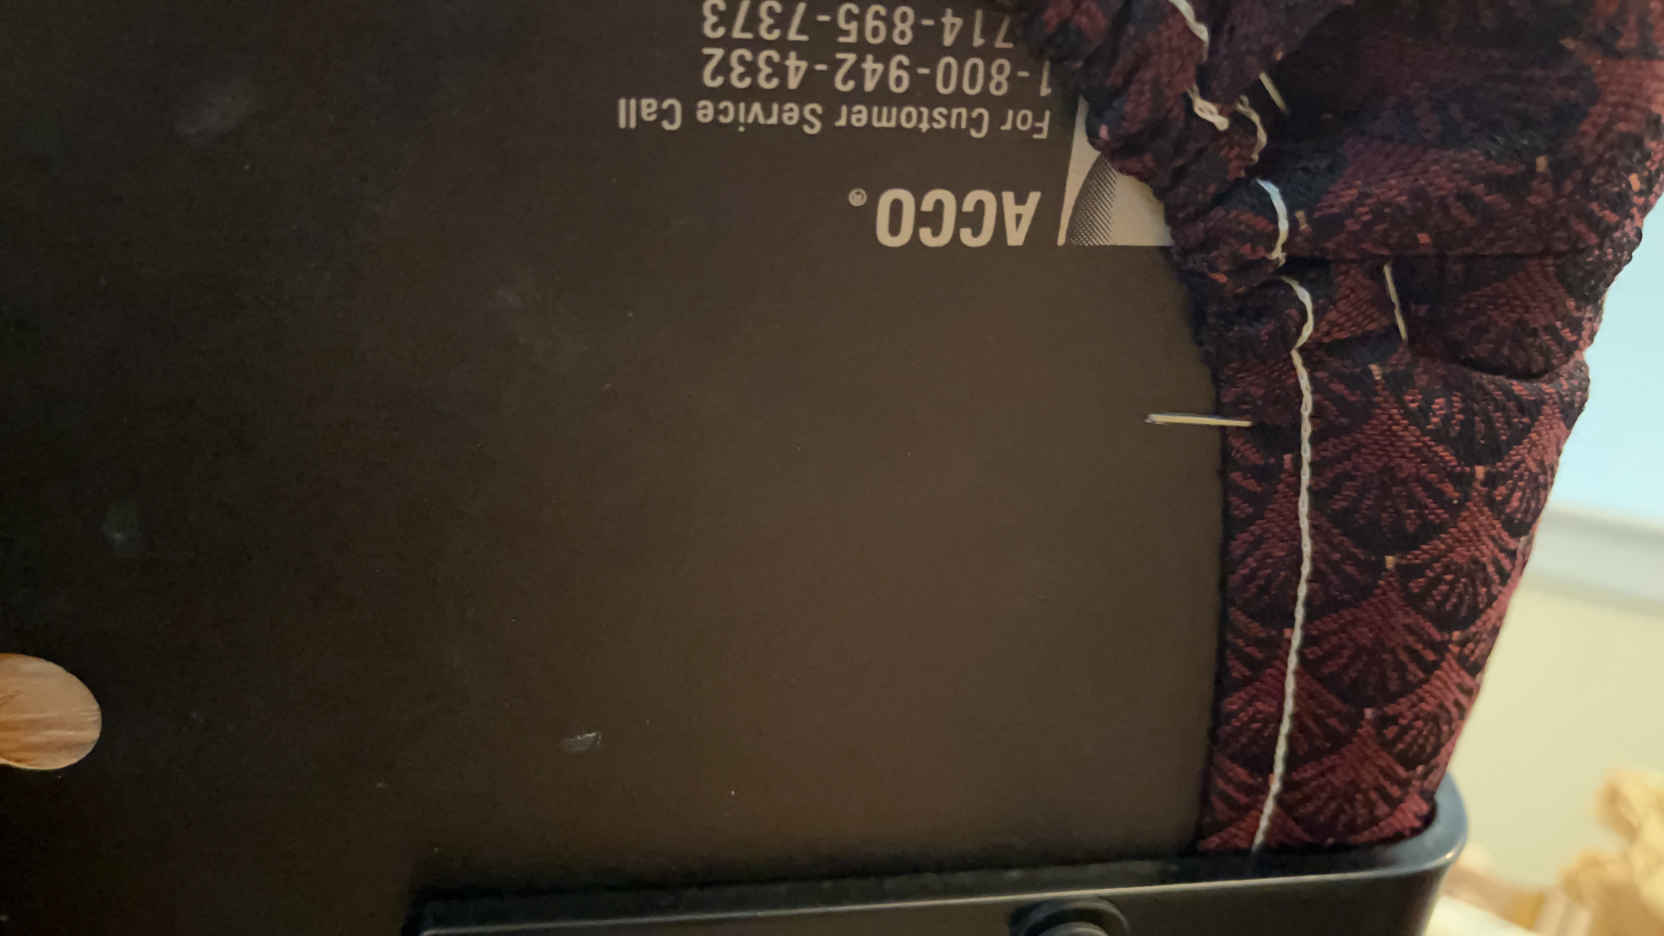 ACCO®
For Customer Service Call
1-800-942-4332
714-895-7373